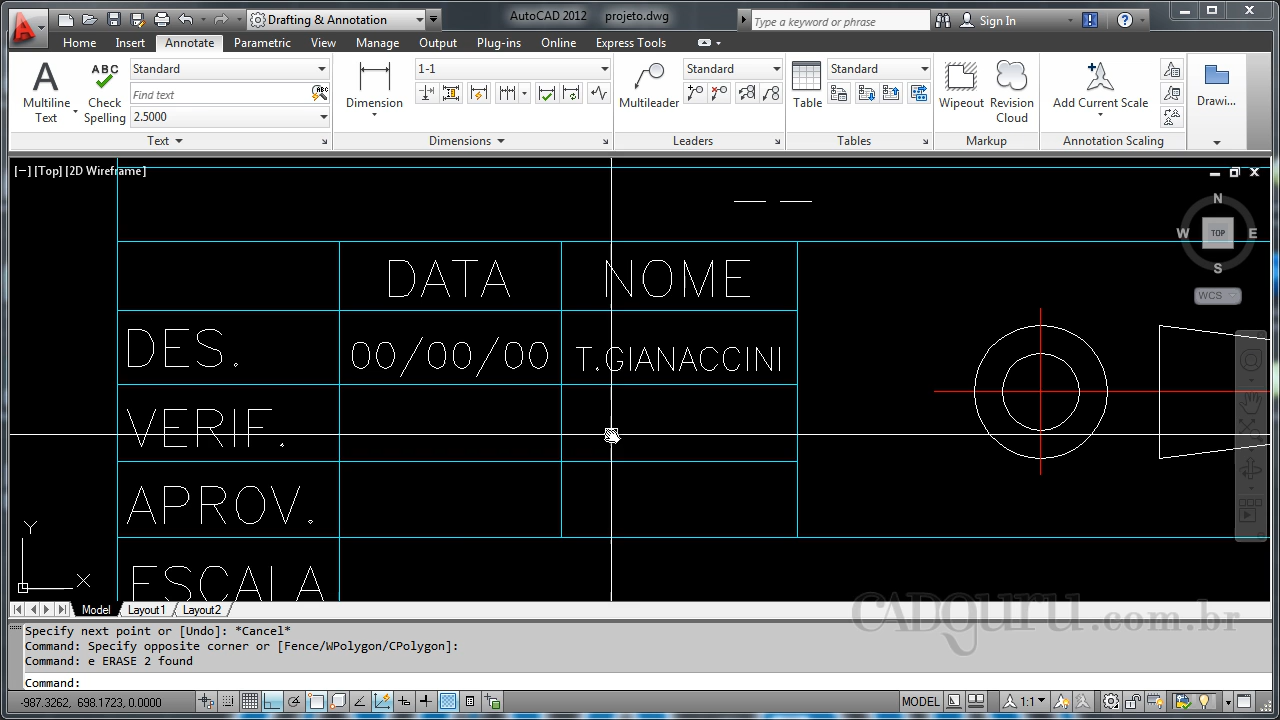 Drafting & Annotation
AutoCAD 2012 projeto.dwg
Type a keyword or phrase
Sign In
Home Insert Annotate Parametric View Manage Output Plug-ins Online Express Tools
Multiline Text
ABC
Check Spelling
Standard
Find text
2.5000
Text
Dimension
1-1
Dimensions
Multileader
Standard
Leaders
Table
Standard
Tables
Wipeout
Revision Cloud
Markup
Add Current Scale
Annotation Scaling
Drawi...
[−] [Top] [2D Wireframe]
N
W TOP E
S
WCS
DATA NOME
DES. 00/00/00 T.GIANACCINI
VERIF.
APROV.
ESCALA
Y
X
Model Layout1 Layout2
CADguru.com.br
Specify next point or [Undo]: *Cancel*
Command: Specify opposite corner or [Fence/WPolygon/CPolygon]:
Command: e ERASE 2 found
Command:
-987.3262, 698.1723, 0.0000
MODEL
1:1